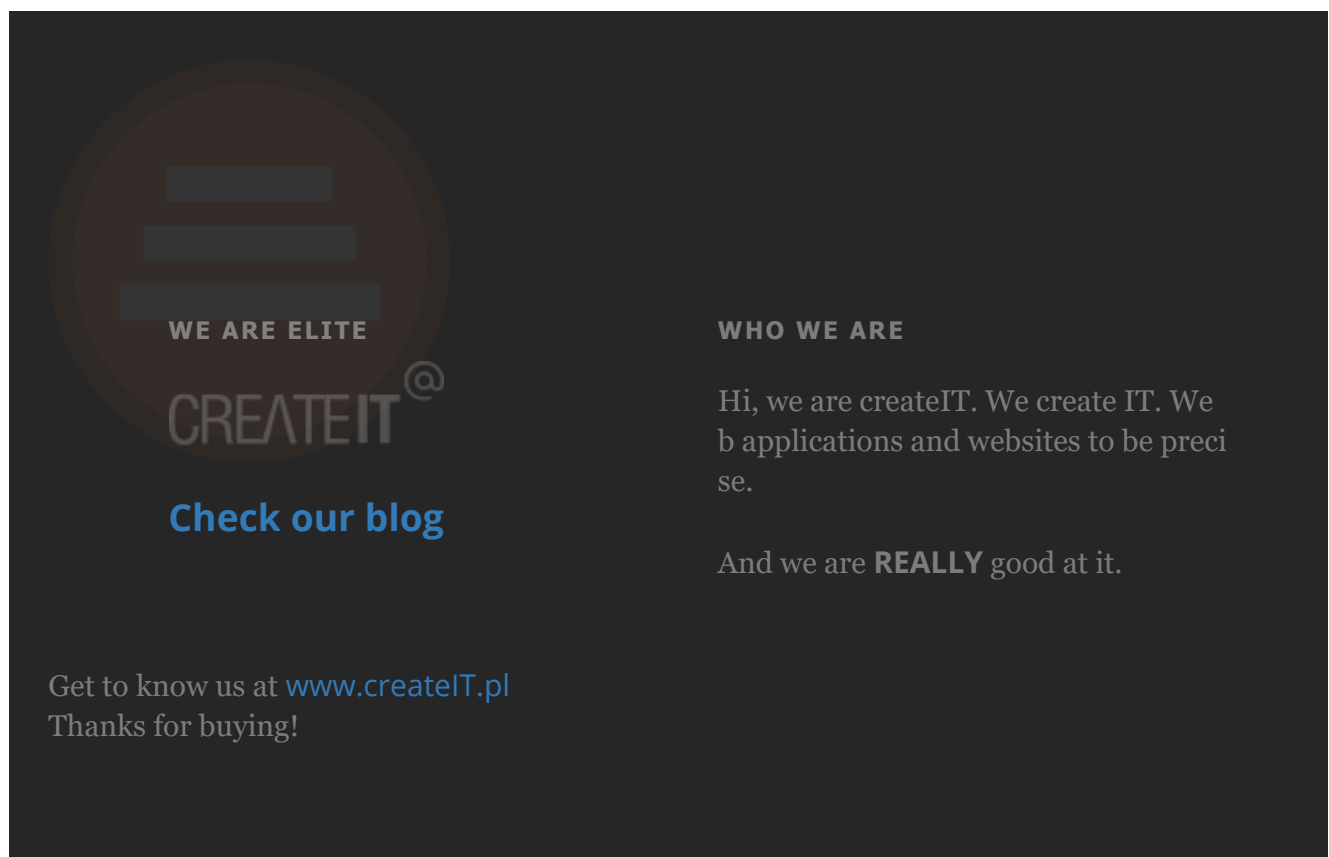 WE ARE ELITE
CREATEIT@
Check our blog
WHO WE ARE
Hi, we are createIT. We create IT. We
b applications and websites to be preci
se.
And we are REALLY good at it.
Get to know us at www.createIT.pl
Thanks for buying!